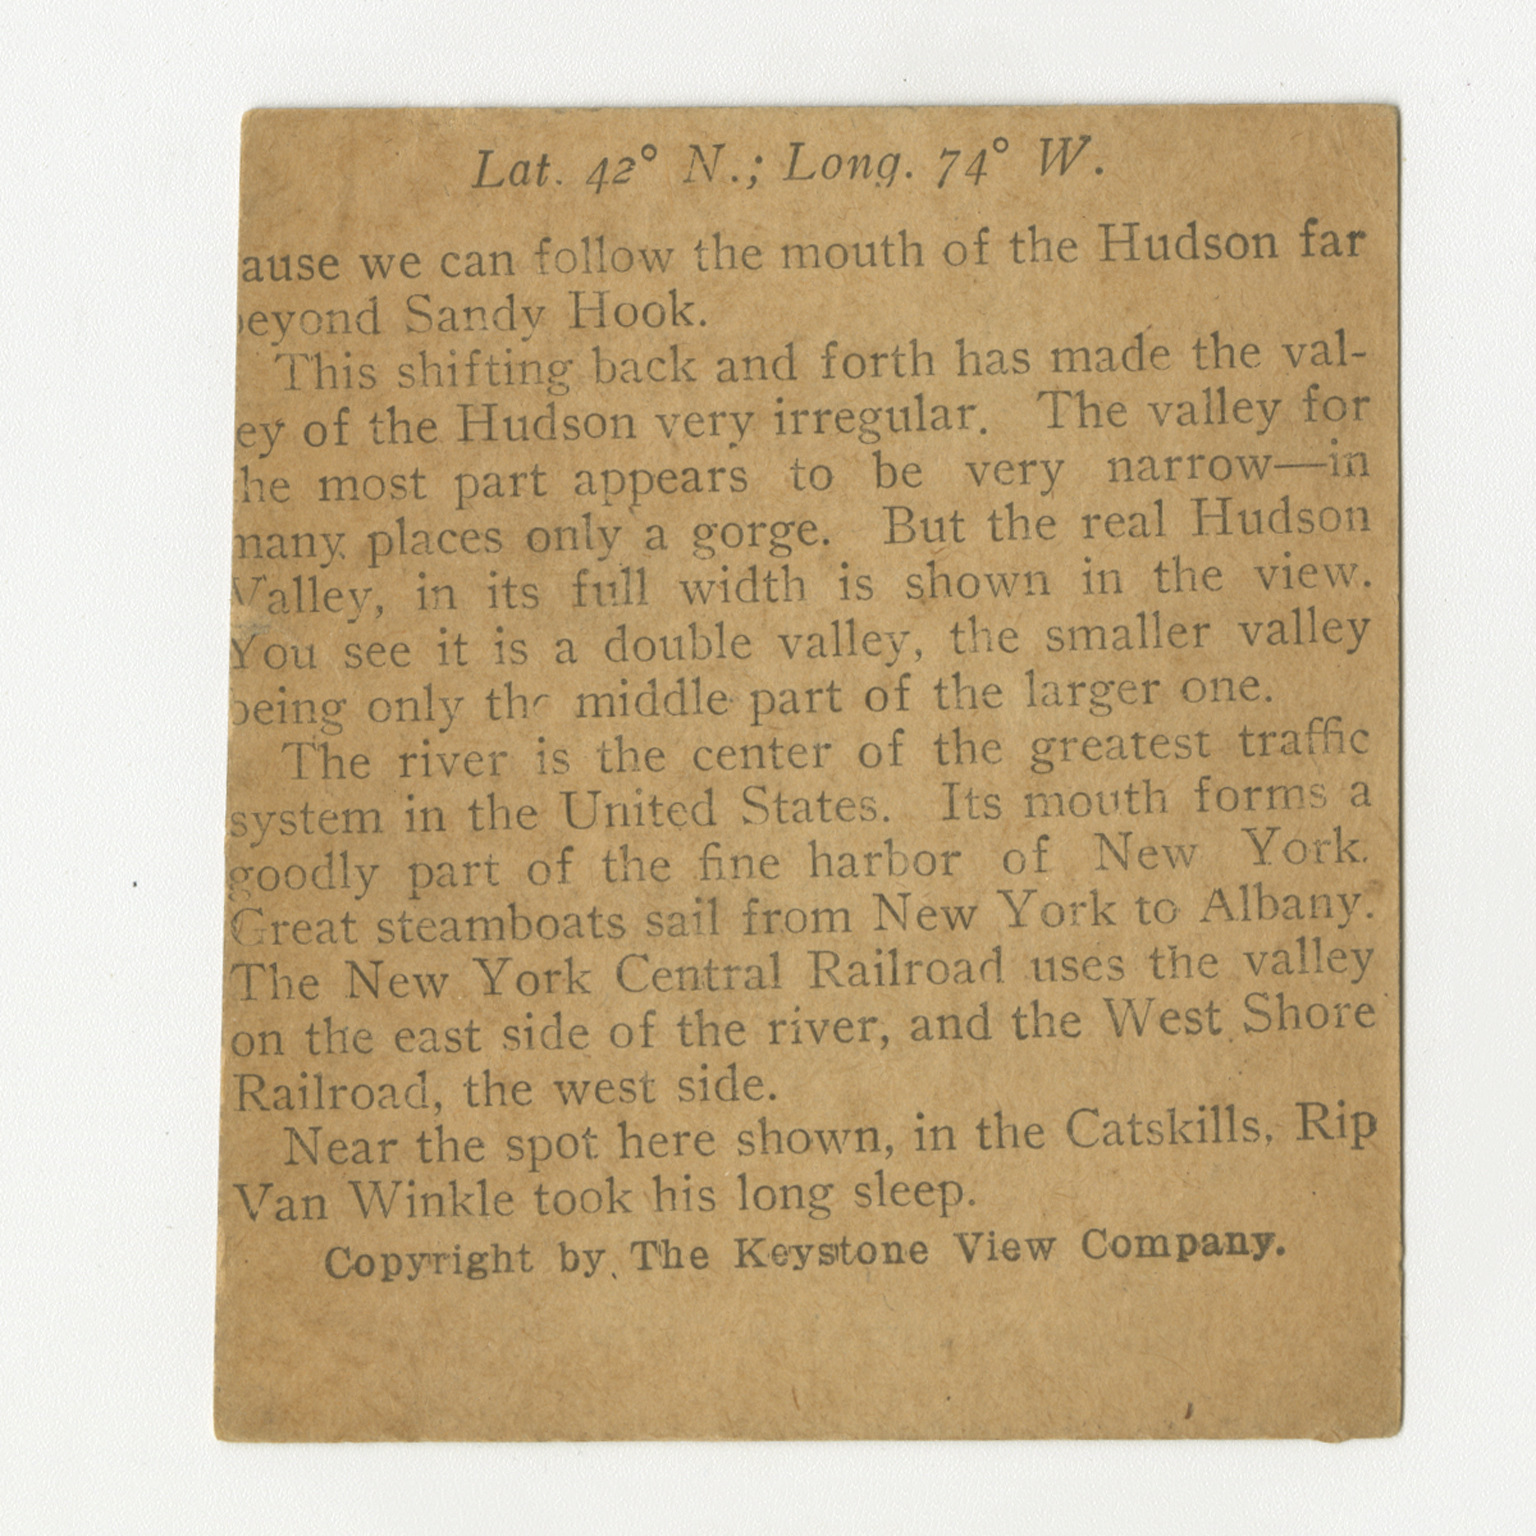 Lat. 42° N.; Long. 74° W.
ause we can follow the mouth of the Hudson far
eyond Sandy Hook.
This shifting back and forth has made the val-
ey of the Hudson very irregular. The valley for
he most part appears to be very narrow—in
many places only a gorge. But the real Hudson
Valley, in its full width is shown in the view.
You see it is a double valley, the smaller valley
being only the middle part of the larger one.
The river is the center of the greatest traffic
system in the United States. Its mouth forms a
goodly part of the fine harbor of New York.
Great steamboats sail from New York to Albany.
The New York Central Railroad uses the valley
on the east side of the river, and the West Shore
Railroad, the west side.
Near the spot here shown, in the Catskills, Rip
Van Winkle took his long sleep.
Copyright by The Keystone View Company.